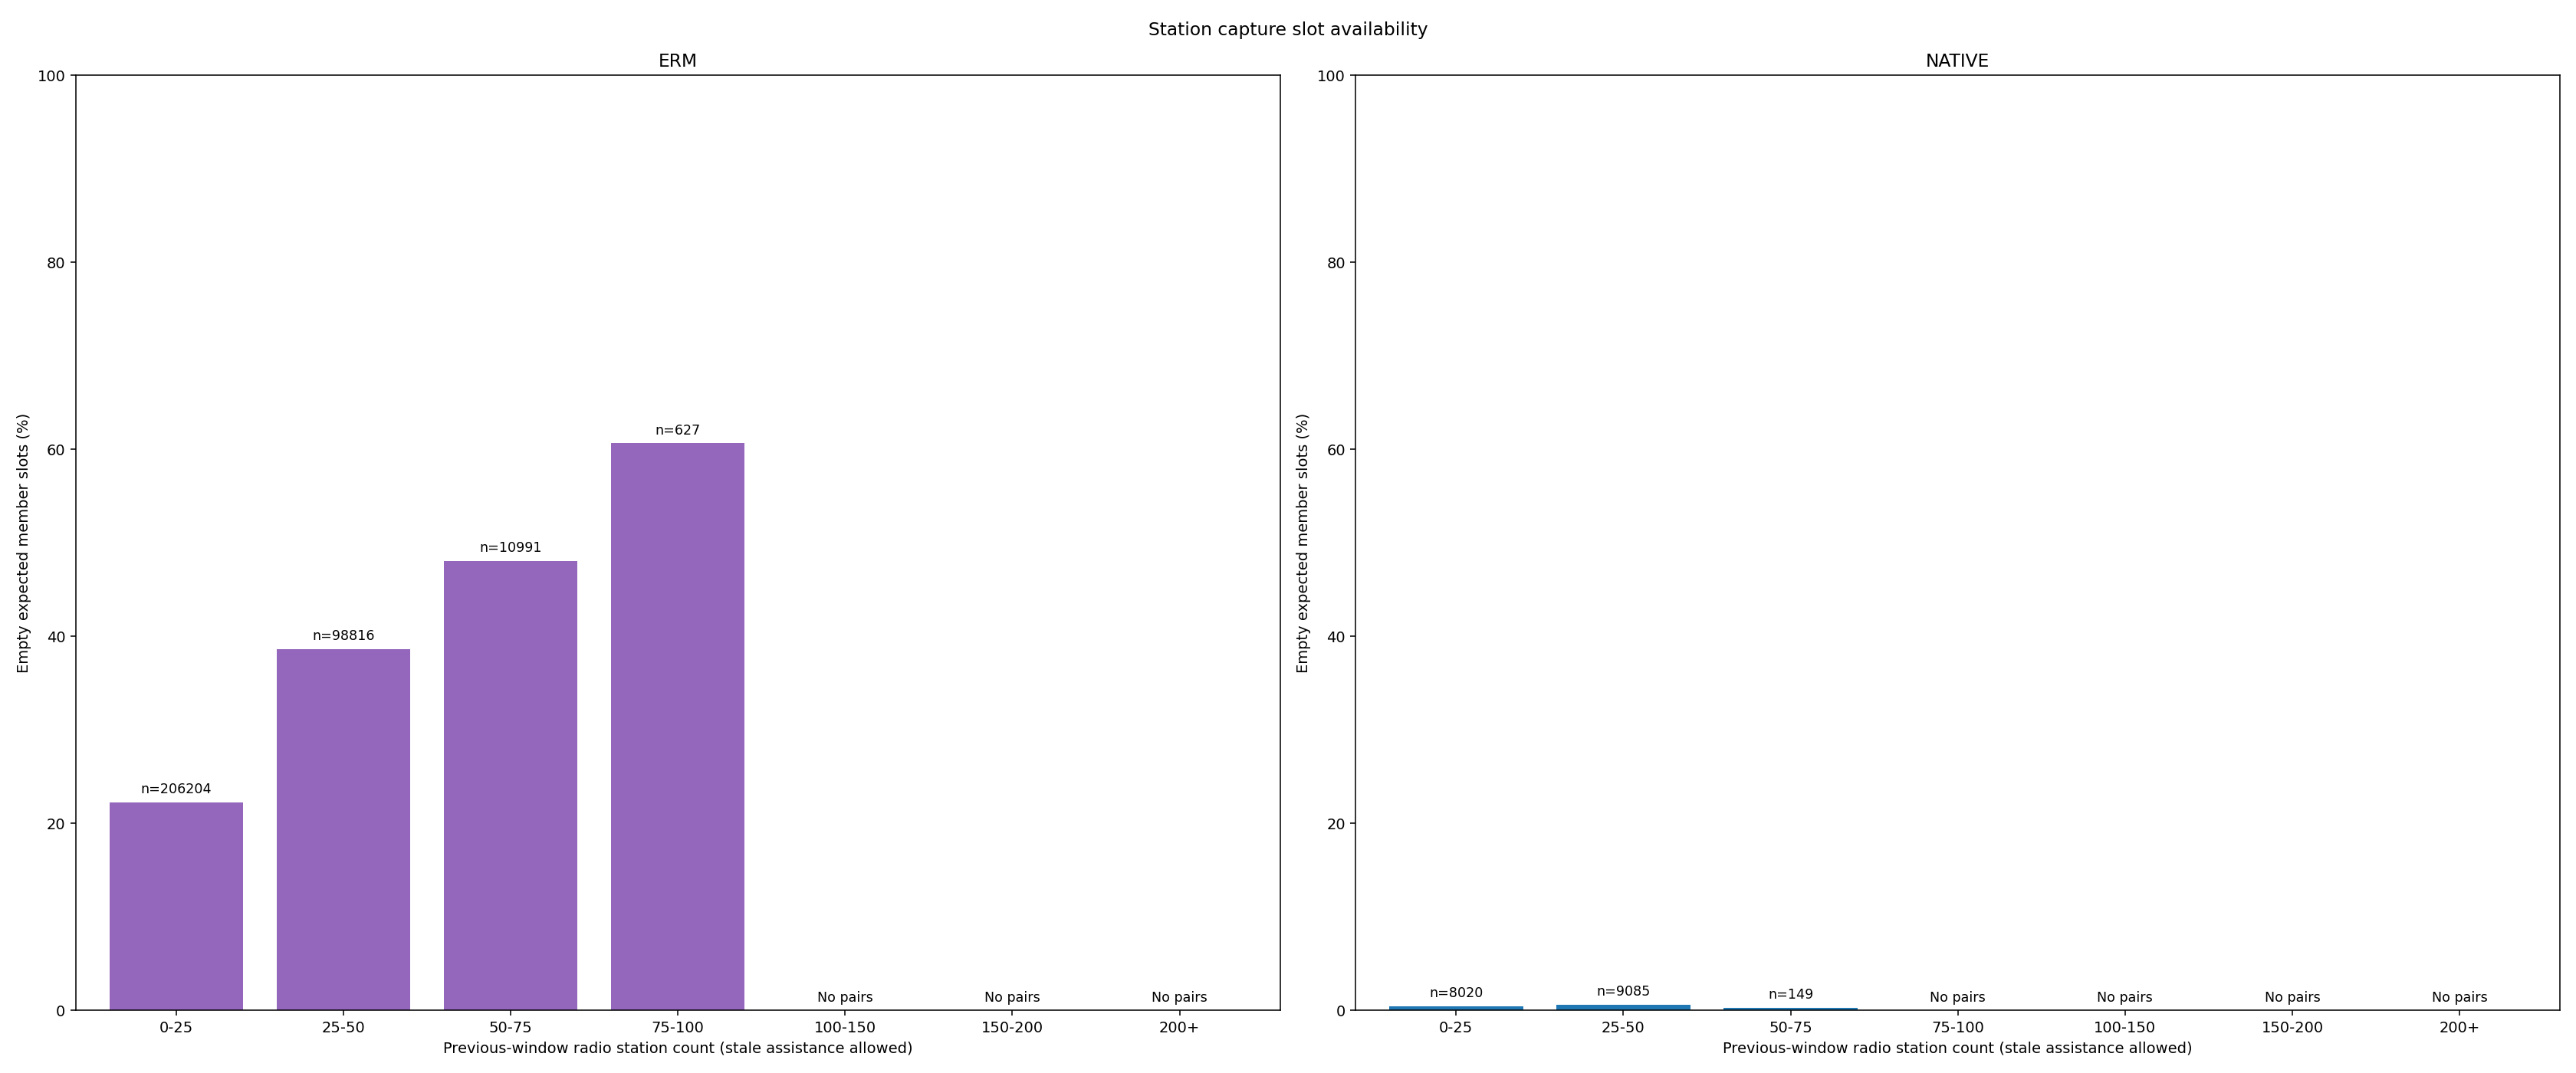 Station capture slot availability
ERM
Empty expected member slots (%)
100
80
60
40
20
0
n=206204
n=98816
n=10991
n=627
No pairs
No pairs
No pairs
0-25
25-50
50-75
75-100
100-150
150-200
200+
Previous-window radio station count (stale assistance allowed)
NATIVE
Empty expected member slots (%)
100
80
60
40
20
0
n=8020
n=9085
n=149
No pairs
No pairs
No pairs
No pairs
0-25
25-50
50-75
75-100
100-150
150-200
200+
Previous-window radio station count (stale assistance allowed)